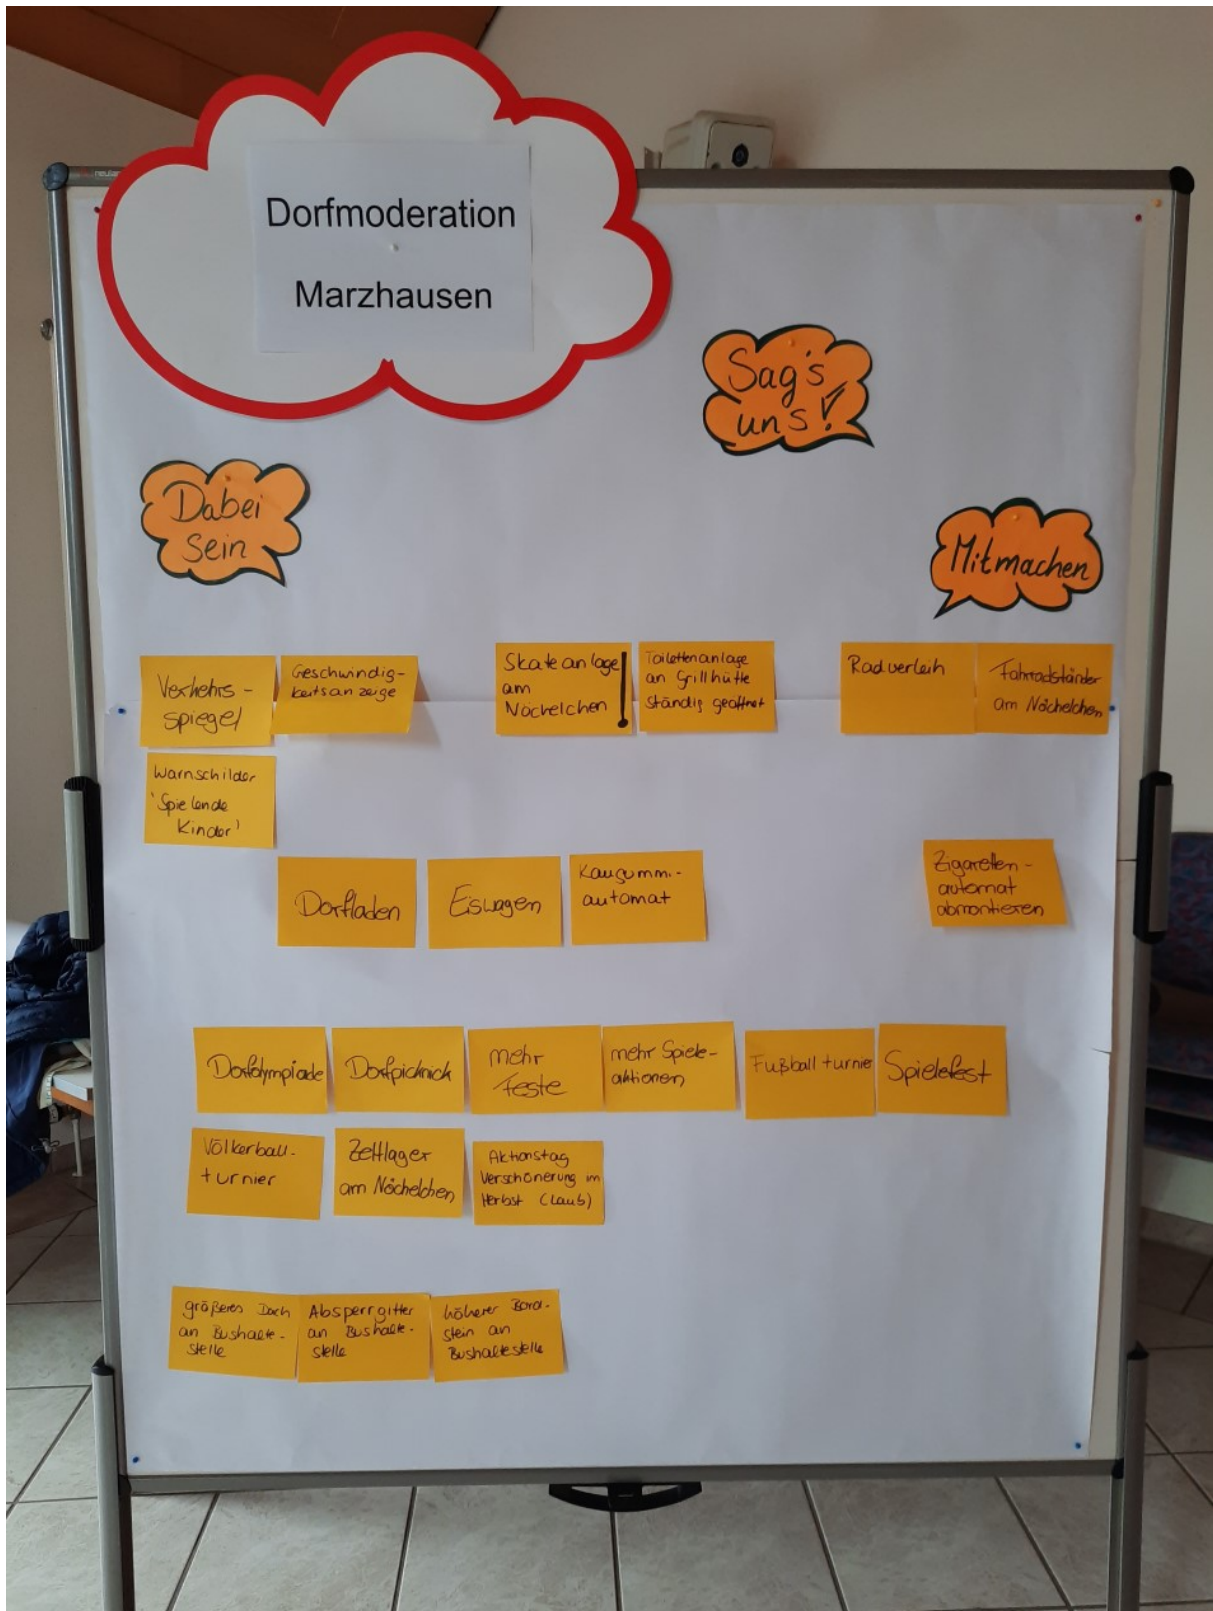 Dorfmoderation
Marzhausen
Sag's
uns!
Dabei
sein
Mitmachen
Verkehrs-
spiegel
Geschwindig-
keitsanzeige
Skateanlage
am
Nöchelchen
Toilettenanlage
an Grillhütte
ständig geöffnet
Radverleih
Fahrradständer
am Nöchelchen
Warnschilder
'Spielende
Kinder'
Dorfladen
Eiswagen
Kaugummi-
automat
Zigaretten-
automat
abmontieren
Dorfolympiade
Dorfpicknick
mehr
Feste
mehr Spiele-
aktionen
Fußballturnier
Spielefest
Völkerball-
turnier
Zeltlager
am Nöchelchen
Aktionstag
Verschönerung im
Herbst (Laub)
größeres Dach
an Bushalte-
stelle
Absperrgitter
an Bushalte-
stelle
höherer Bord-
stein an
Bushaltestelle